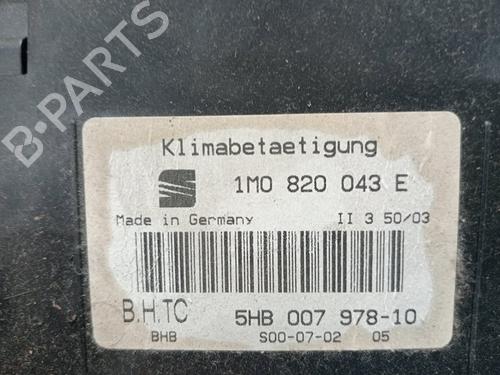 Klimabetaetigung
1M0 820 043 E
Made in Germany II 3 50/03
B.H.TC 5HB 007 978-10
BHB S00-07-02 05
B-PARTS